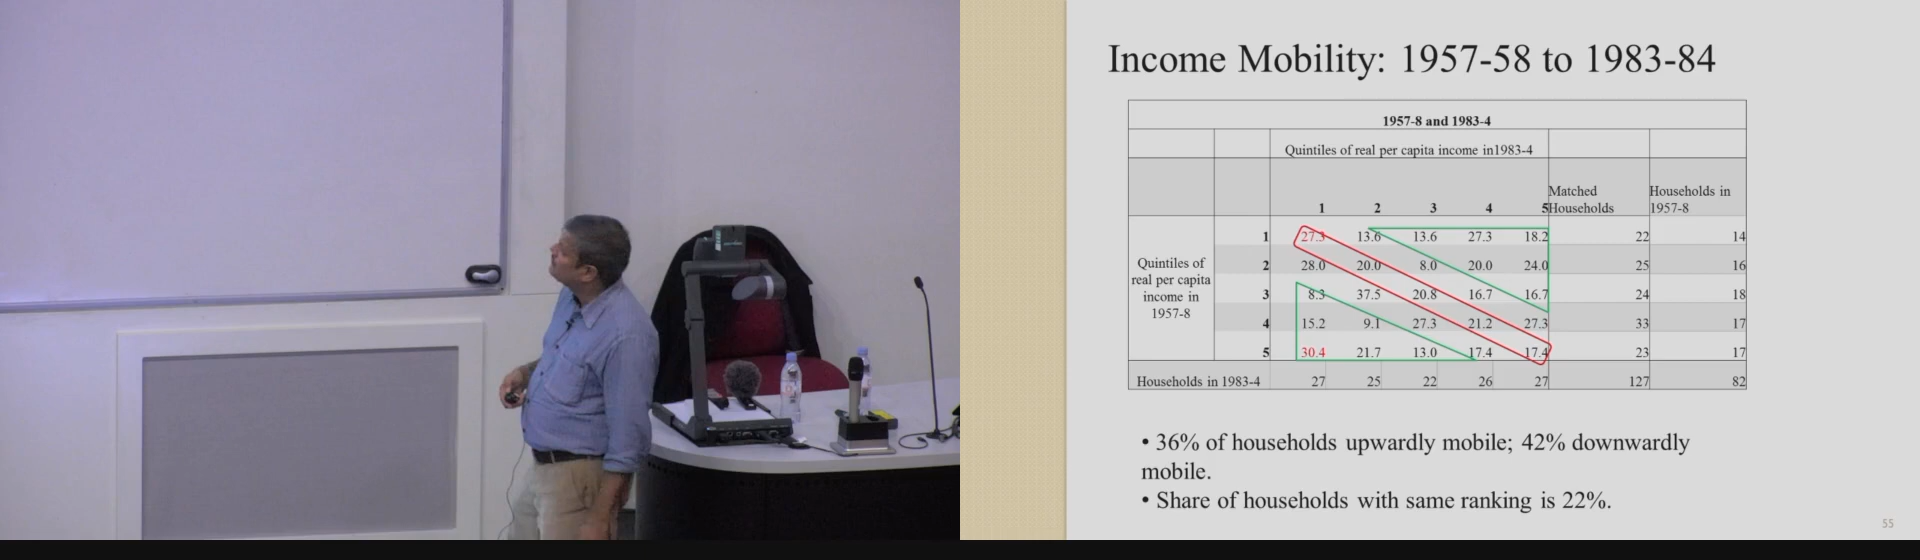 Income Mobility: 1957-58 to 1983-84
1957-8 and 1983-4
Quintiles of real per capita income in1983-4
1 2 3 4 5 Matched Households Households in 1957-8
Quintiles of real per capita income in 1957-8
1 27.3 13.6 13.6 27.3 18.2 22 14
2 28.0 20.0 8.0 20.0 24.0 25 16
3 8.3 37.5 20.8 16.7 16.7 24 18
4 15.2 9.1 27.3 21.2 27.3 33 17
5 30.4 21.7 13.0 17.4 17.4 23 17
Households in 1983-4 27 25 22 26 27 127 82
• 36% of households upwardly mobile; 42% downwardly
mobile.
• Share of households with same ranking is 22%.
55